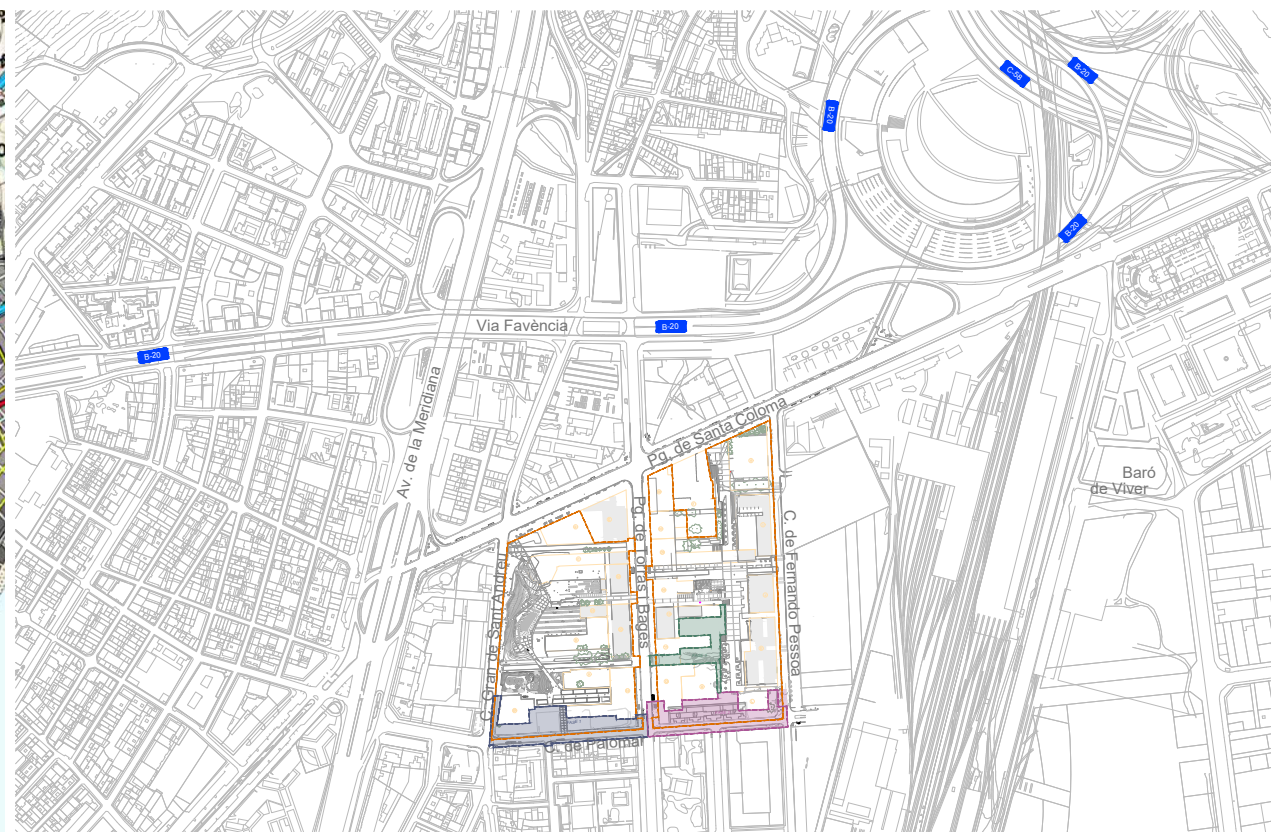 B-20
C-58
B-20
B-20
Via Favència
B-20
B-20
Av. de la Meridiana
Pg. de Santa Coloma
Baró
de Viver
C. Gran de Sant Andreu
Pg. de Torras i Bages
C. de Fernando Pessoa
C. de Palomar